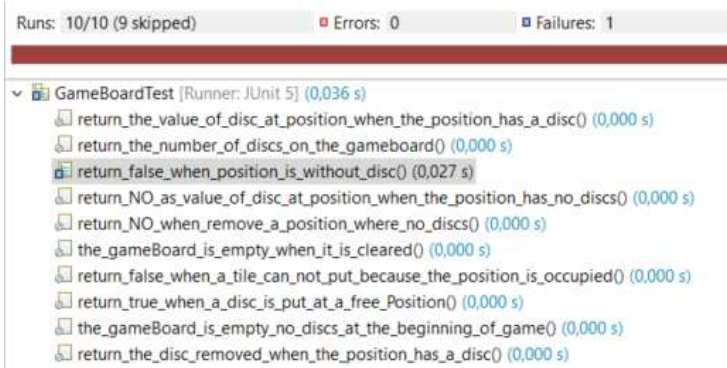 Runs: 10/10 (9 skipped) Errors: 0 Failures: 1
GameBoardTest [Runner: JUnit 5] (0,036 s)
return_the_value_of_disc_at_position_when_the_position_has_a_disc() (0,000 s)
return_the_number_of_discs_on_the_gameboard() (0,000 s)
return_false_when_position_is_without_disc() (0,027 s)
return_NO_as_value_of_disc_at_position_when_the_position_has_no_discs() (0,000 s)
return_NO_when_remove_a_position_where_no_discs() (0,000 s)
the_gameBoard_is_empty_when_it_is_cleared() (0,000 s)
return_false_when_a_tile_can_not_put_because_the_position_is_occupied() (0,000 s)
return_true_when_a_disc_is_put_at_a_free_Position() (0,000 s)
the_gameBoard_is_empty_no_discs_at_the_beginning_of_game() (0,000 s)
return_the_disc_removed_when_the_position_has_a_disc() (0,000 s)